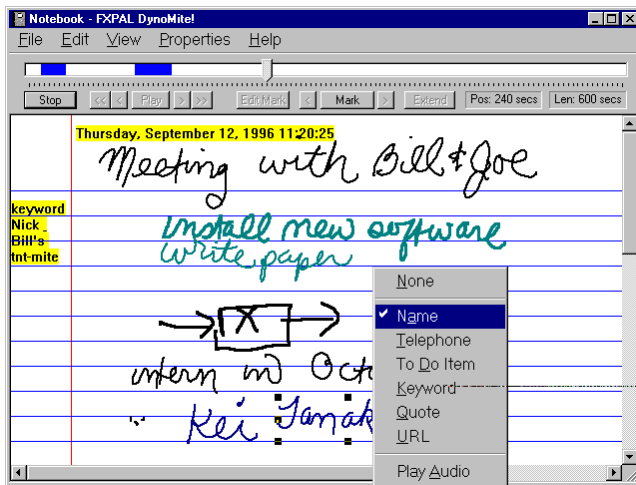 Notebook - FXPAL DynoMite!
File Edit View Properties Help
Stop << < Play > >> Edit Mark < Mark > Extend Pos: 240 secs Len: 600 secs
Thursday, September 12, 1996 11:20:25
Meeting with Bill & Joe
keyword
Nick
Bill's
tnt-mite
install new software
write paper
X
intern in Oct
Kei Tanak
None
Name
Telephone
To Do Item
Keyword
Quote
URL
Play Audio